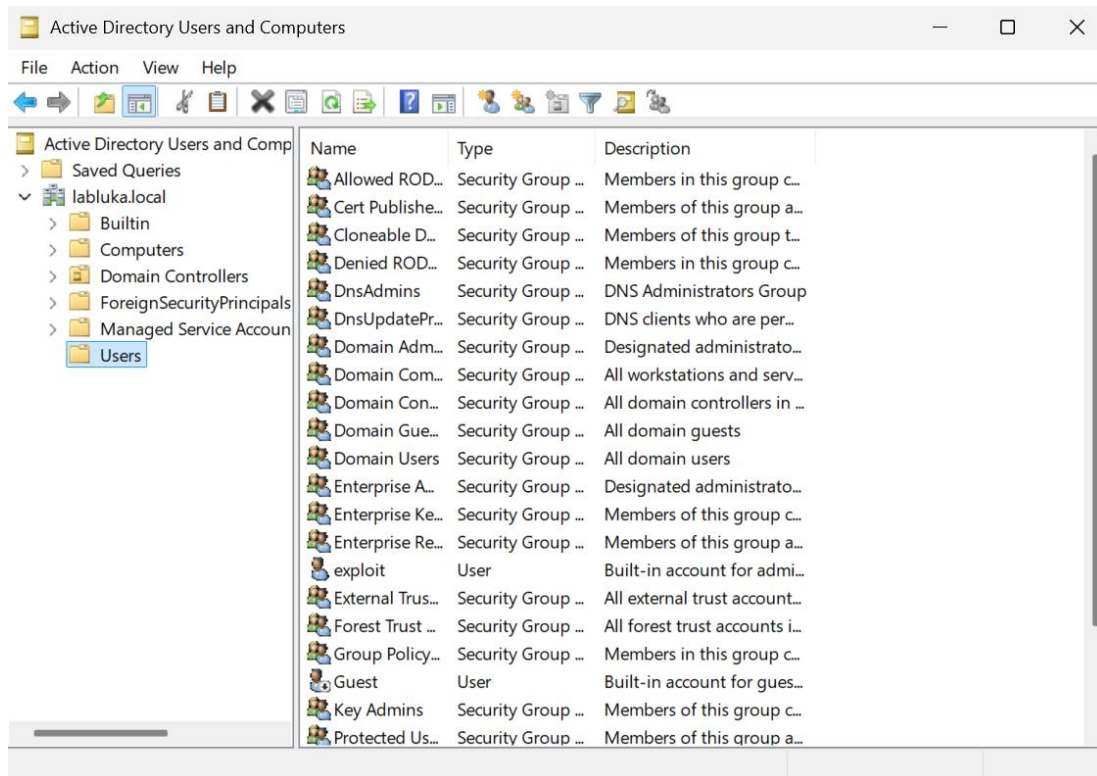 Active Directory Users and Computers
File Action View Help
Active Directory Users and Comp
Saved Queries
labluka.local
Builtin
Computers
Domain Controllers
ForeignSecurityPrincipals
Managed Service Accoun
Users
Name Type Description
Allowed ROD... Security Group ... Members in this group c...
Cert Publishe... Security Group ... Members of this group a...
Cloneable D... Security Group ... Members of this group t...
Denied ROD... Security Group ... Members in this group c...
DnsAdmins Security Group ... DNS Administrators Group
DnsUpdatePr... Security Group ... DNS clients who are per...
Domain Adm... Security Group ... Designated administrato...
Domain Com... Security Group ... All workstations and serv...
Domain Con... Security Group ... All domain controllers in ...
Domain Gue... Security Group ... All domain guests
Domain Users Security Group ... All domain users
Enterprise A... Security Group ... Designated administrato...
Enterprise Ke... Security Group ... Members of this group c...
Enterprise Re... Security Group ... Members of this group a...
exploit User Built-in account for admi...
External Trus... Security Group ... All external trust account...
Forest Trust ... Security Group ... All forest trust accounts i...
Group Policy... Security Group ... Members in this group c...
Guest User Built-in account for gues...
Key Admins Security Group ... Members of this group c...
Protected Us... Security Group ... Members of this group a...